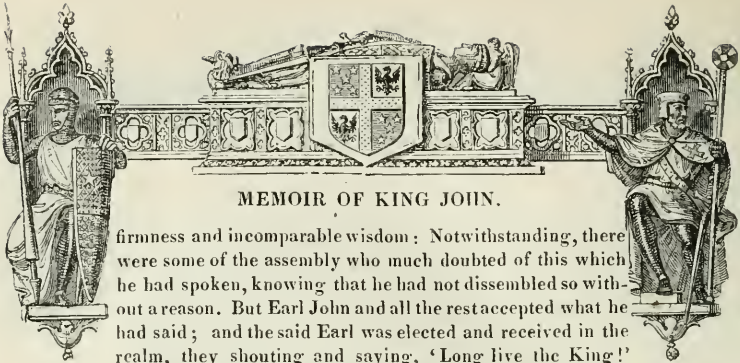 MEMOIR OF KING JOHN.
firmness and incomparable wisdom: Notwithstanding, there
were some of the assembly who much doubted of this which
he had spoken, knowing that he had not dissembled so with-
out a reason. But Earl John and all the rest accepted what he
had said; and the said Earl was elected and received in the
realm, they shouting and saying, ‘Long live the King!’